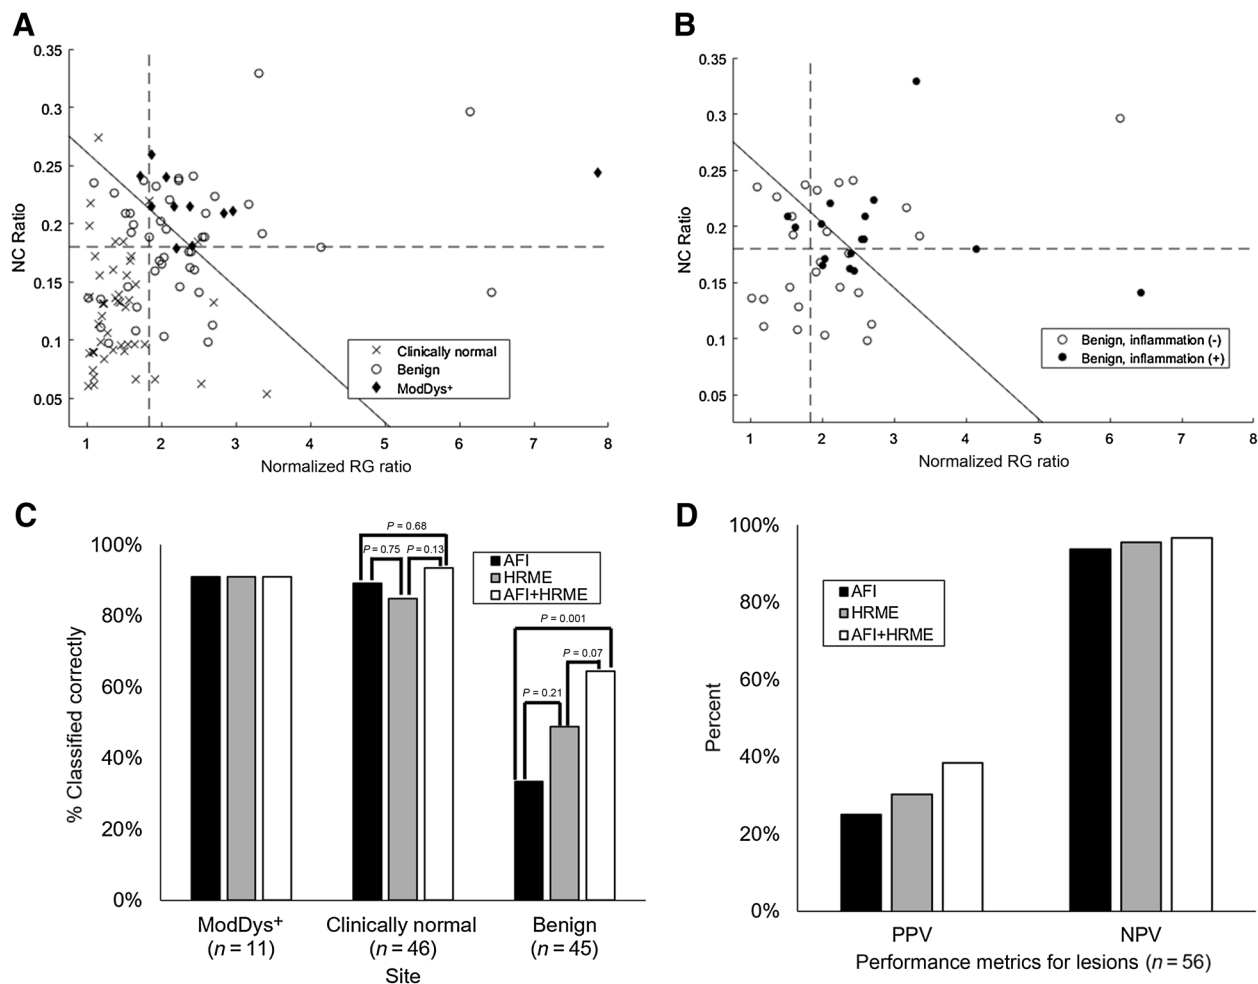 A
0.35
0.3
0.25
0.2
0.15
0.1
0.05
NC Ratio
1 2 3 4 5 6 7 8
Normalized RG ratio
Clinically normal
Benign
ModDys+
B
0.35
0.3
0.25
0.2
0.15
0.1
0.05
NC Ratio
1 2 3 4 5 6 7 8
Normalized RG ratio
Benign, inflammation (-)
Benign, inflammation (+)
C
100%
80%
60%
40%
20%
0%
% Classified correctly
P = 0.68
P = 0.75 P = 0.13
P = 0.001
P = 0.07
P = 0.21
AFI
HRME
AFI+HRME
ModDys+ Clinically normal Benign
(n = 11) (n = 46) (n = 45)
Site
D
100%
80%
60%
40%
20%
0%
Percent
AFI
HRME
AFI+HRME
PPV NPV
Performance metrics for lesions (n = 56)